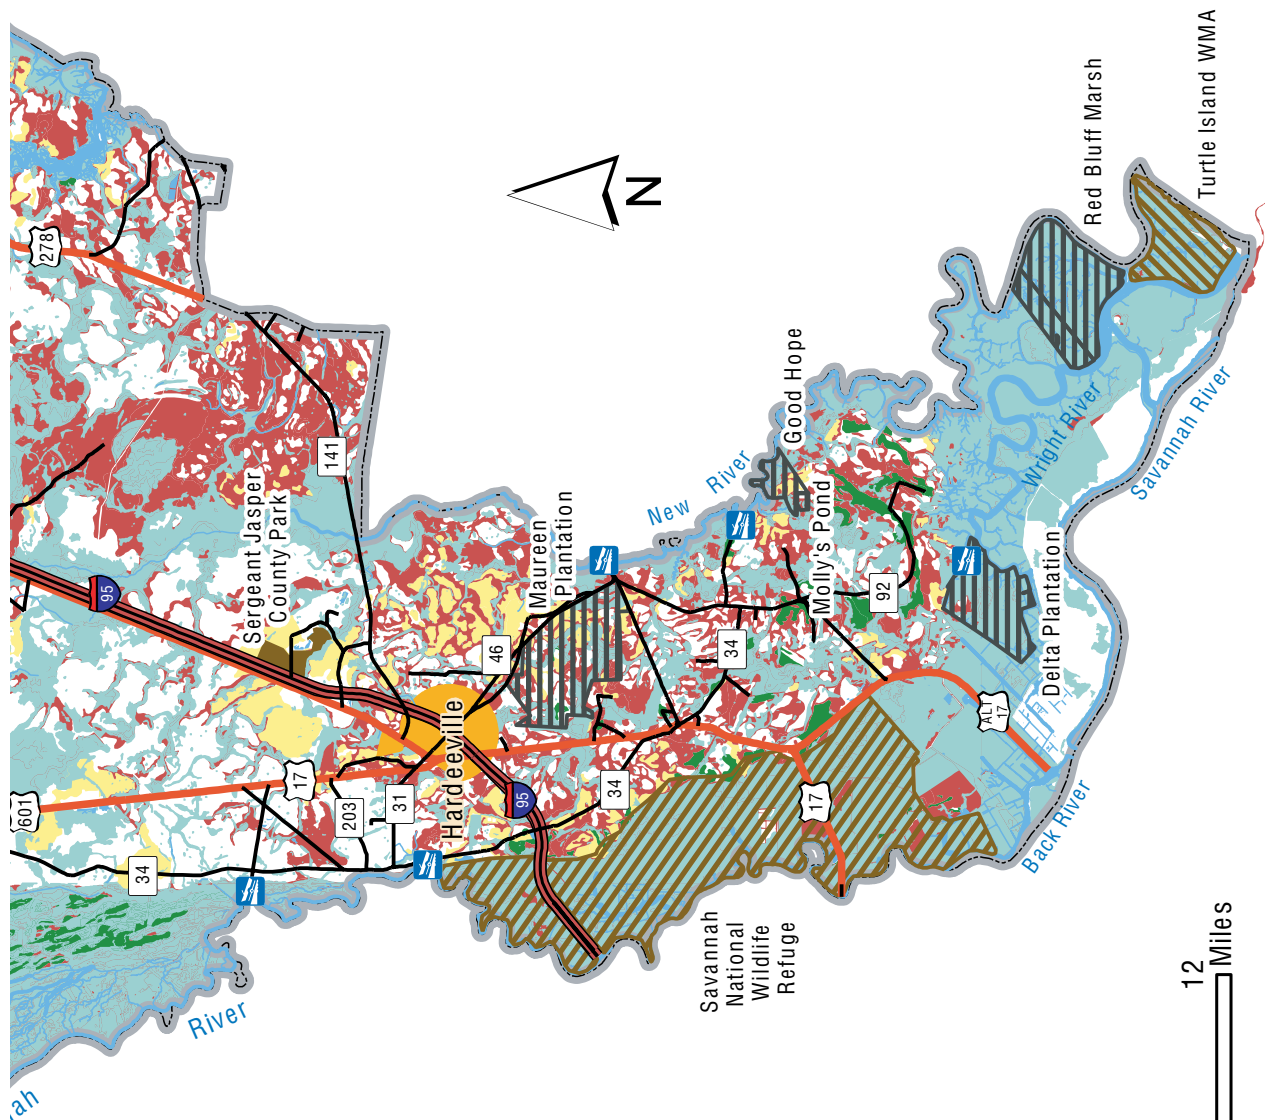 Turtle Island WMA
Red Bluff Marsh
278
N
Good Hope
Wright River
Savannah River
141
Sergeant Jasper
County Park
New River
Maureen
Plantation
Molly's Pond
95
46
34
92
Delta Plantation
ALT
17
Hardeeville
601
17
203
31
95
34
17
34
Back River
Savannah
National
Wildlife
Refuge
River
ah
12
Miles